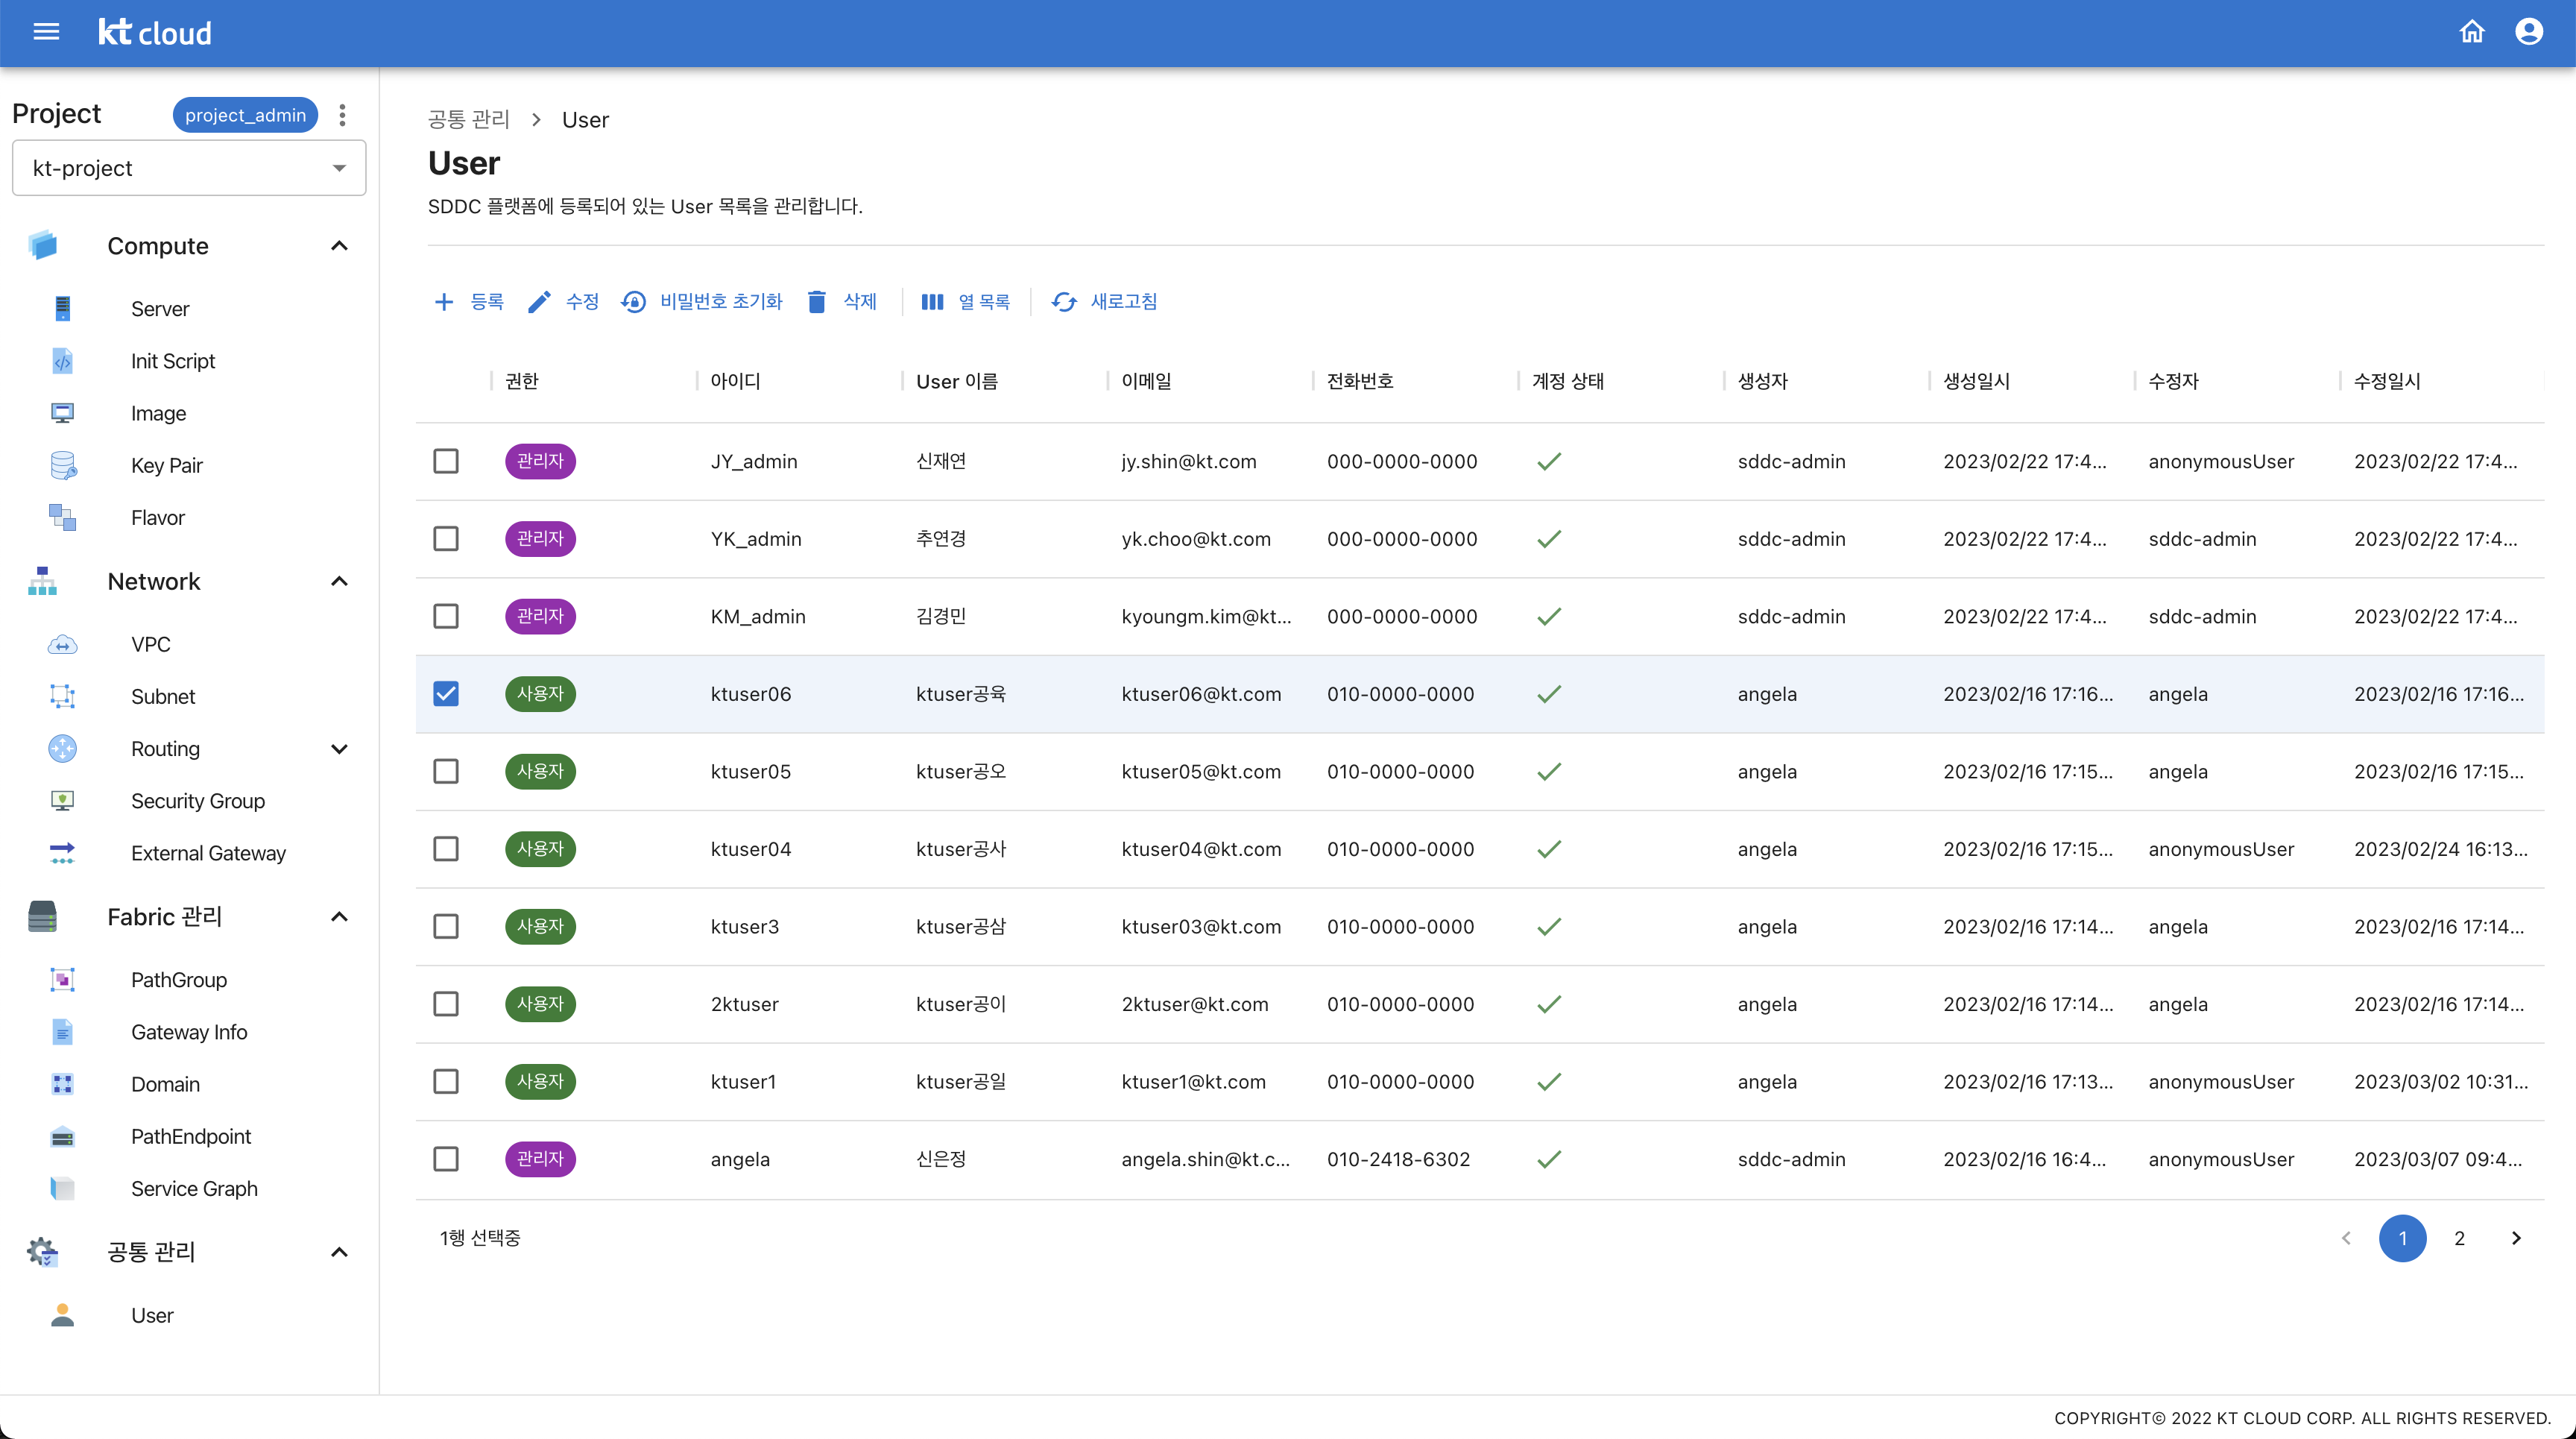 kt cloud
Project
project_admin
kt-project
Compute
Server
Init Script
Image
Key Pair
Flavor
Network
VPC
Subnet
Routing
Security Group
External Gateway
Fabric 관리
PathGroup
Gateway Info
Domain
PathEndpoint
Service Graph
공통 관리
User
공통 관리 > User
User
SDDC 플랫폼에 등록되어 있는 User 목록을 관리합니다.
등록 수정 비밀번호 초기화 삭제 열 목록 새로고침
권한 아이디 User 이름 이메일 전화번호 계정 상태 생성자 생성일시 수정자 수정일시
관리자 JY_admin 신재연 jy.shin@kt.com 000-0000-0000 sddc-admin 2023/02/22 17:4... anonymousUser 2023/02/22 17:4...
관리자 YK_admin 추연경 yk.choo@kt.com 000-0000-0000 sddc-admin 2023/02/22 17:4... sddc-admin 2023/02/22 17:4...
관리자 KM_admin 김경민 kyoungm.kim@kt... 000-0000-0000 sddc-admin 2023/02/22 17:4... sddc-admin 2023/02/22 17:4...
사용자 ktuser06 ktuser공육 ktuser06@kt.com 010-0000-0000 angela 2023/02/16 17:16... angela 2023/02/16 17:16...
사용자 ktuser05 ktuser공오 ktuser05@kt.com 010-0000-0000 angela 2023/02/16 17:15... angela 2023/02/16 17:15...
사용자 ktuser04 ktuser공사 ktuser04@kt.com 010-0000-0000 angela 2023/02/16 17:15... anonymousUser 2023/02/24 16:13...
사용자 ktuser3 ktuser공삼 ktuser03@kt.com 010-0000-0000 angela 2023/02/16 17:14... angela 2023/02/16 17:14...
사용자 2ktuser ktuser공이 2ktuser@kt.com 010-0000-0000 angela 2023/02/16 17:14... angela 2023/02/16 17:14...
사용자 ktuser1 ktuser공일 ktuser1@kt.com 010-0000-0000 angela 2023/02/16 17:13... anonymousUser 2023/03/02 10:31...
관리자 angela 신은정 angela.shin@kt.c... 010-2418-6302 sddc-admin 2023/02/16 16:4... anonymousUser 2023/03/07 09:4...
1행 선택중
1 2
COPYRIGHT© 2022 KT CLOUD CORP. ALL RIGHTS RESERVED.